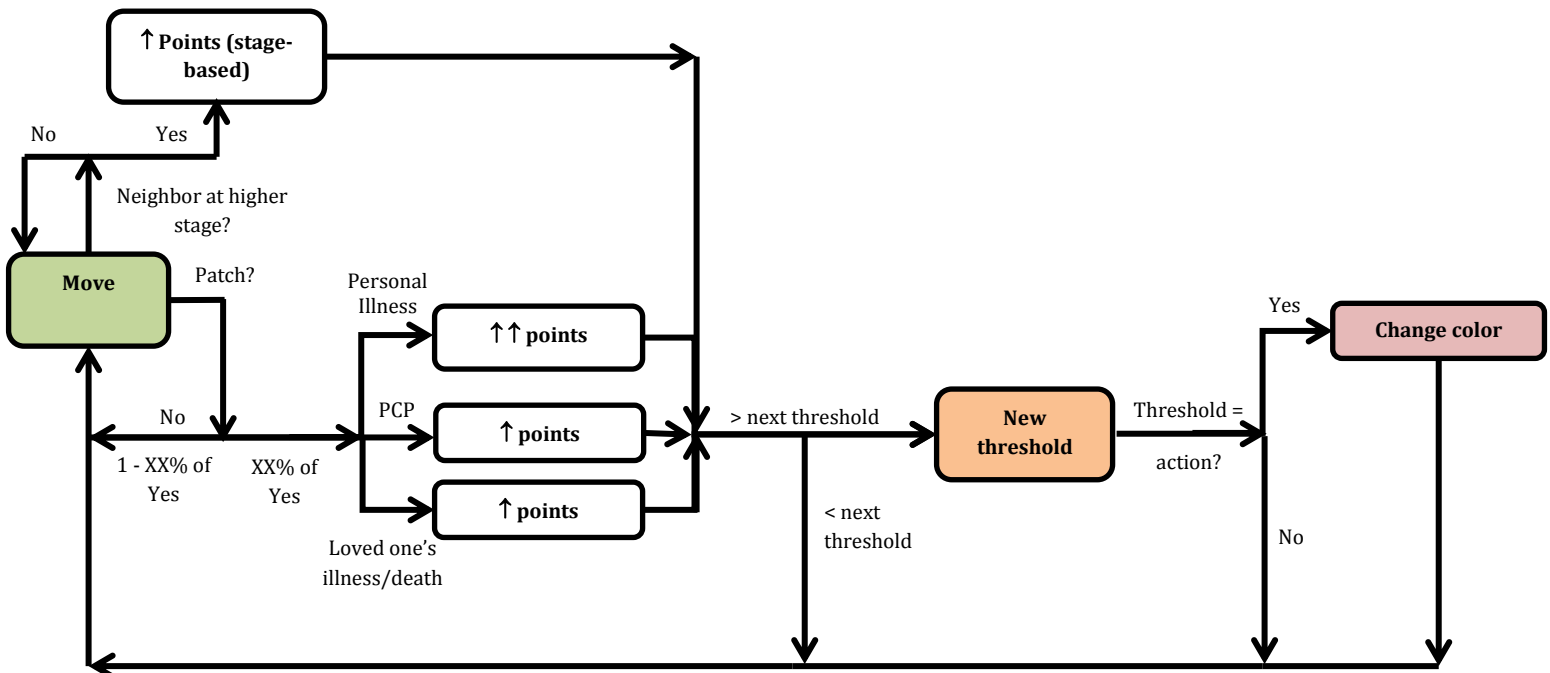 ↑ Points (stage-
based)
No
Yes
Neighbor at higher
stage?
Move
Patch?
Personal
Illness
↑↑ points
Yes
Change color
No
PCP
↑ points
> next threshold
New
threshold
Threshold =
action?
1 - XX% of
Yes
XX% of
Yes
↑ points
< next
threshold
No
Loved one’s
illness/death